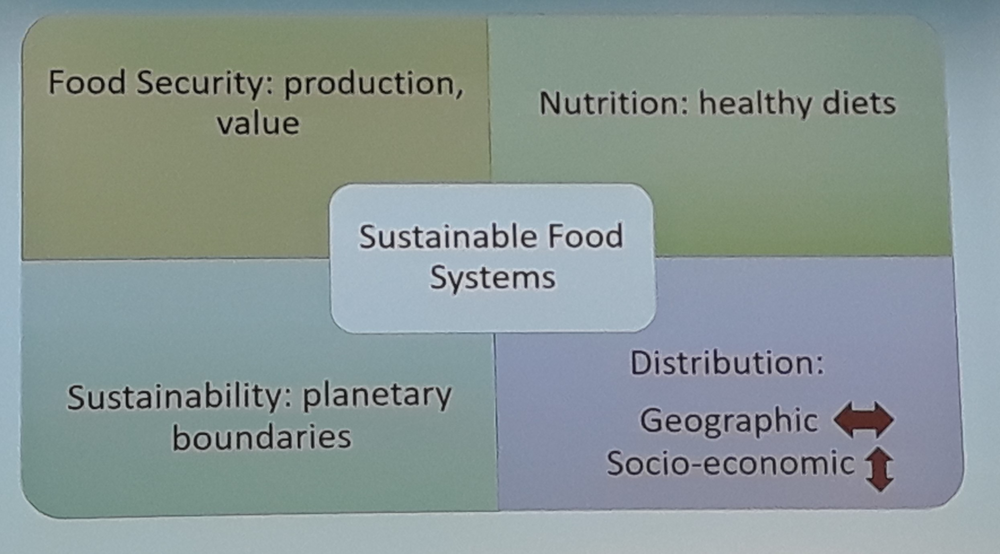 Food Security: production,
value
Nutrition: healthy diets
Sustainable Food
Systems
Sustainability: planetary
boundaries
Distribution:
Geographic
Socio-economic